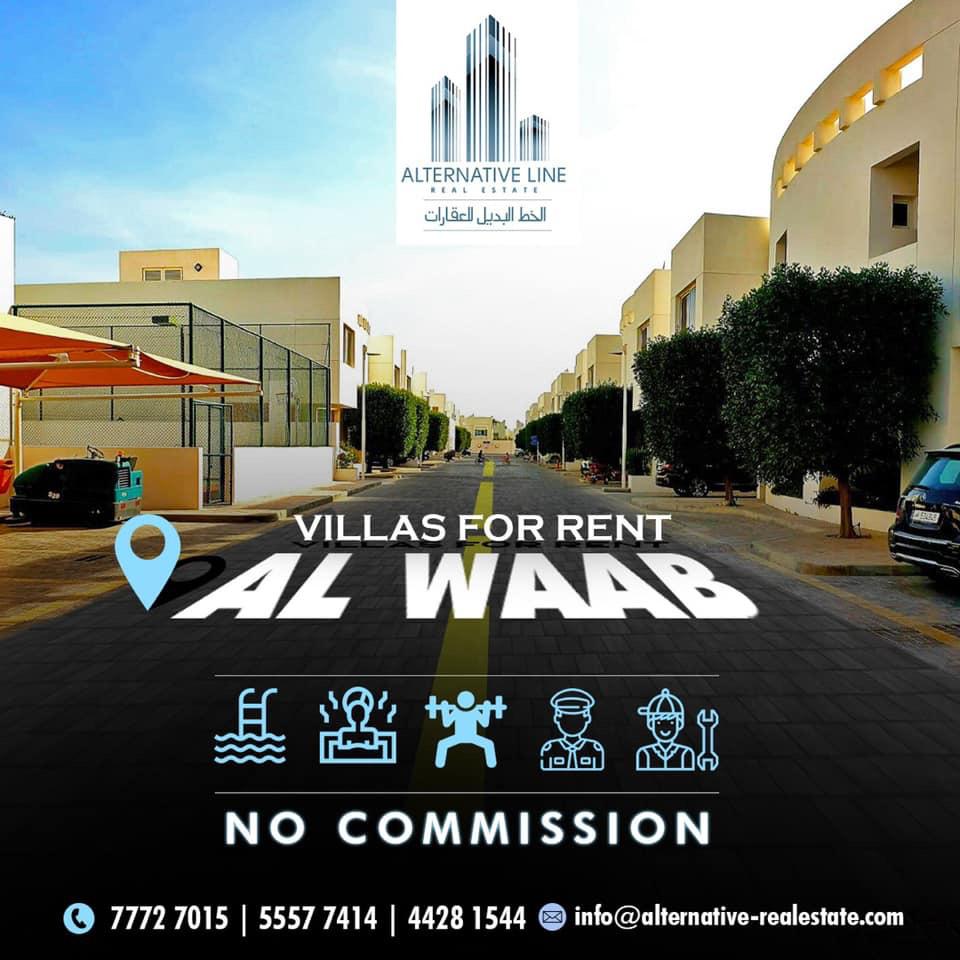 ALTERNATIVE LINE
REAL ESTATE
الخط البديل للعقارات
VILLAS FOR RENT
AL WAAB
NO COMMISSION
7772 7015 | 5557 7414 | 4428 1544 info@alternative-realestate.com